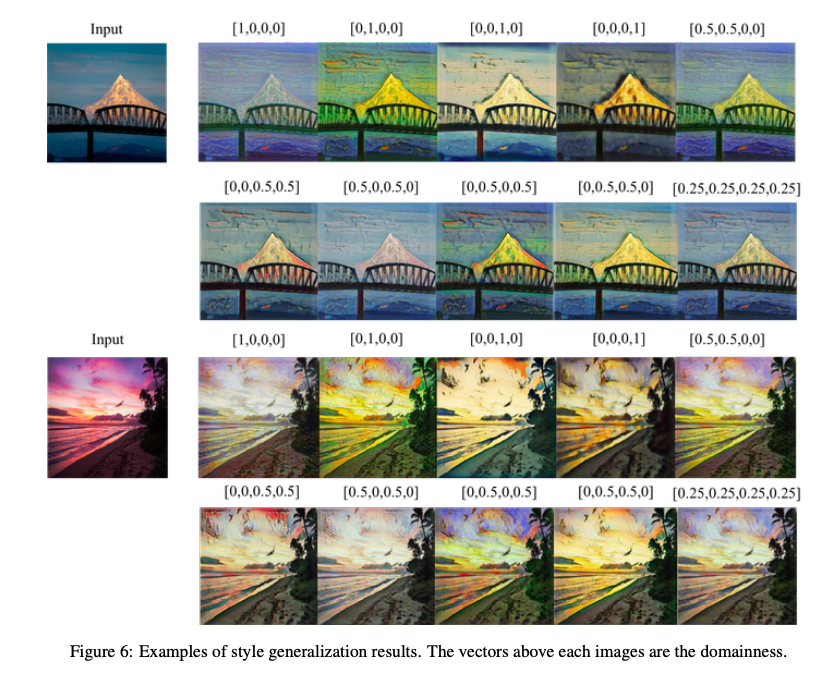 Input [1,0,0,0] [0,1,0,0] [0,0,1,0] [0,0,0,1] [0.5,0.5,0,0]
[0,0,0.5,0.5] [0.5,0,0.5,0] [0,0.5,0,0.5] [0,0.5,0.5,0] [0.25,0.25,0.25,0.25]
Input [1,0,0,0] [0,1,0,0] [0,0,1,0] [0,0,0,1] [0.5,0.5,0,0]
[0,0,0.5,0.5] [0.5,0,0.5,0] [0,0.5,0,0.5] [0,0.5,0.5,0] [0.25,0.25,0.25,0.25]
Figure 6: Examples of style generalization results. The vectors above each images are the domainness.